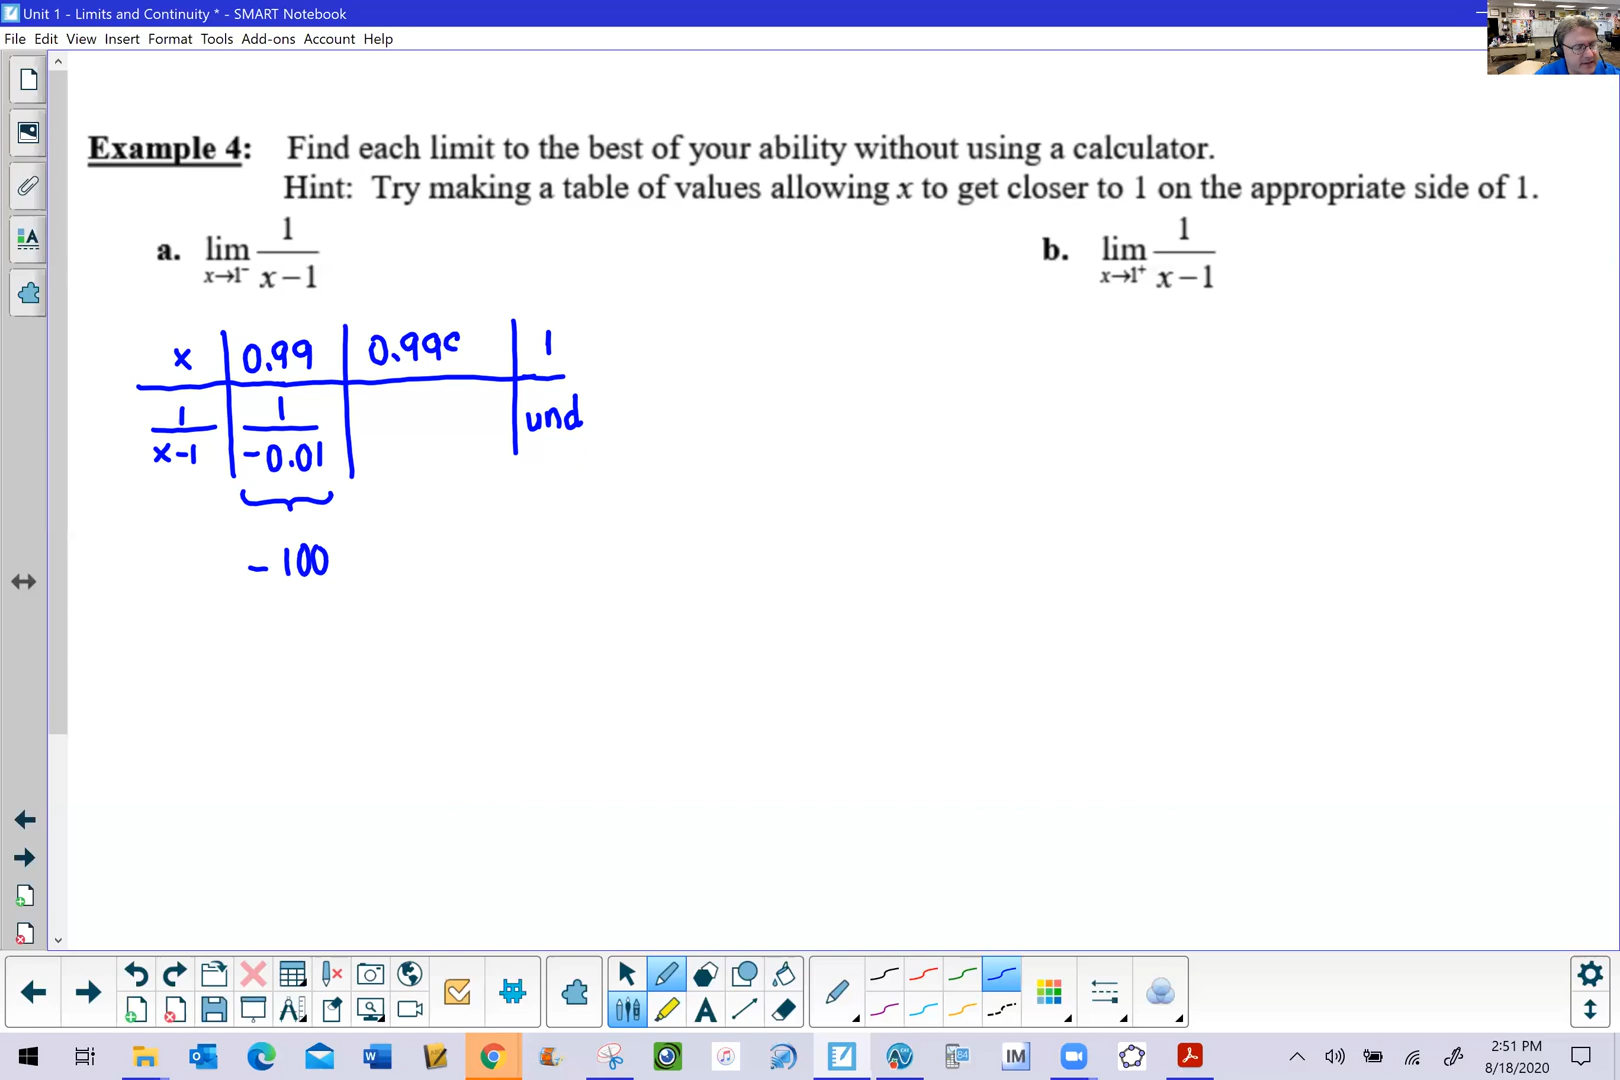 Unit 1 - Limits and Continuity * - SMART Notebook
File Edit View Insert Format Tools Add-ons Account Help
Example 4: Find each limit to the best of your ability without using a calculator.
Hint: Try making a table of values allowing x to get closer to 1 on the appropriate side of 1.
a. lim x→1⁻ 1/(x−1)
b. lim x→1⁺ 1/(x−1)
x | 0.99 | 0.99 | 1
1/(x-1) | 1/-0.01 | | und
-100
2:51 PM
8/18/2020
84
IM